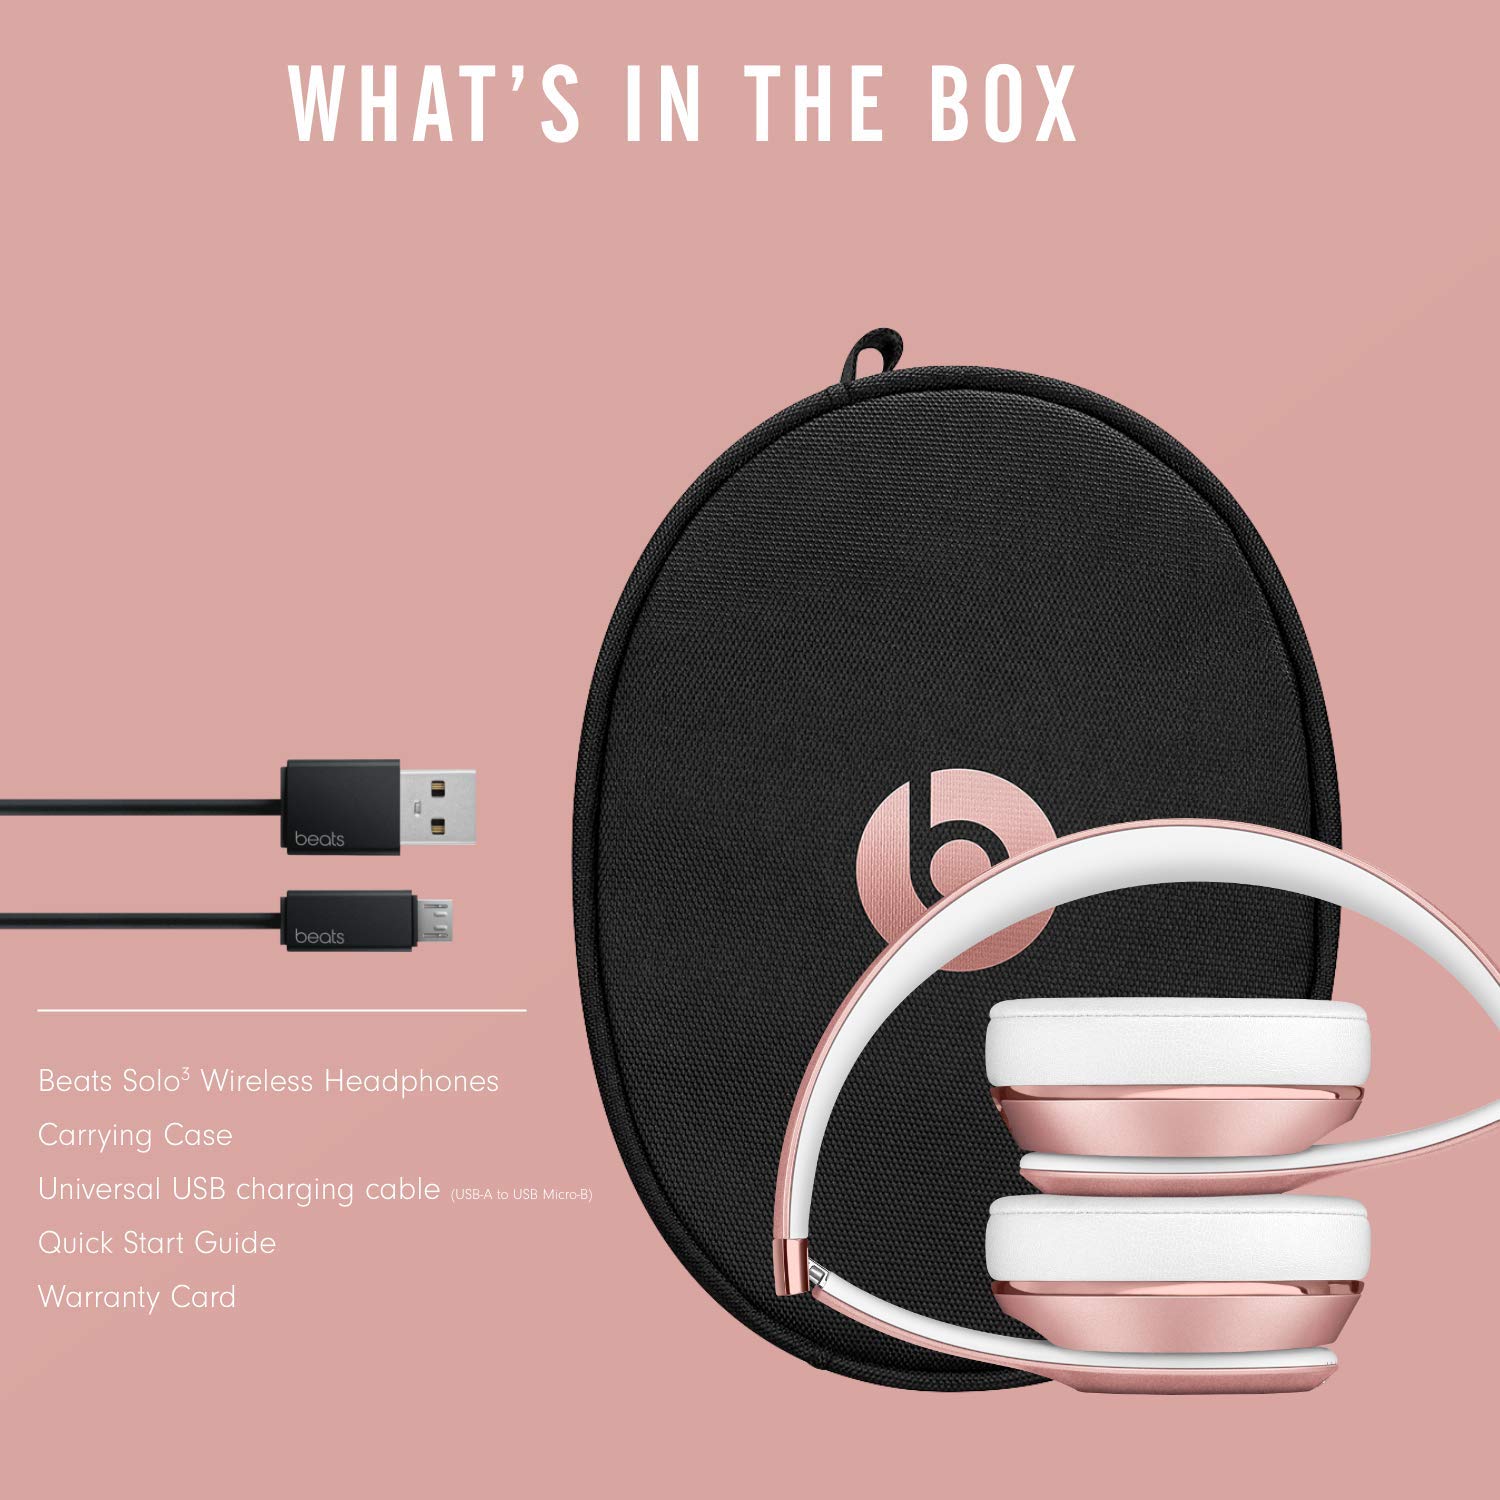 WHAT'S IN THE BOX
beats
beats
Beats Solo³ Wireless Headphones
Carrying Case
Universal USB charging cable (USB-A to USB Micro-B)
Quick Start Guide
Warranty Card